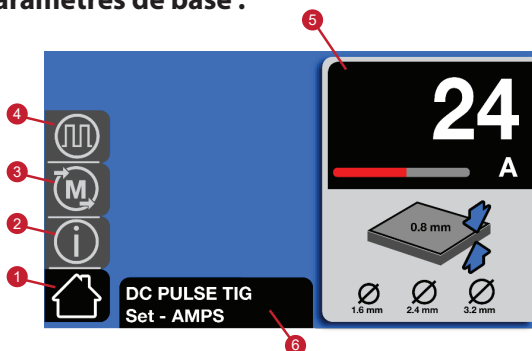 aramètres de base :
5
24
A
4
3
M
2
i
1
0.8 mm
1.6 mm 2.4 mm 3.2 mm
DC PULSE TIG
Set - AMPS
6